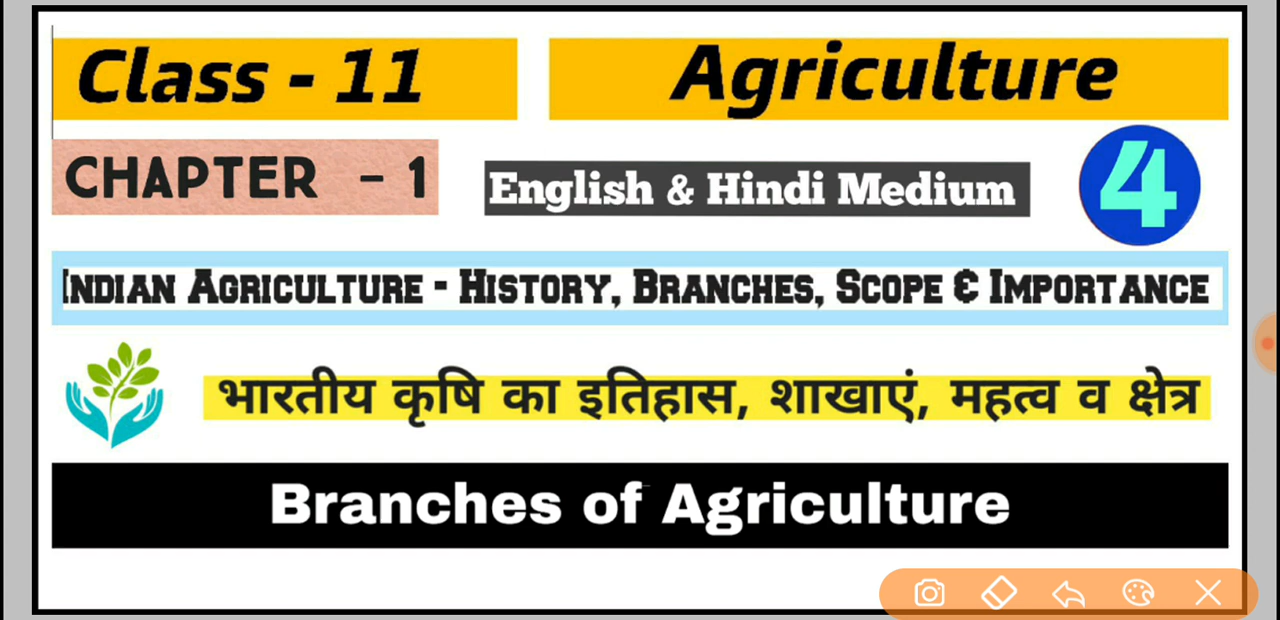 Class - 11
Agriculture
CHAPTER - 1
English & Hindi Medium
4
INDIAN AGRICULTURE - HISTORY, BRANCHES, SCOPE & IMPORTANCE
भारतीय कृषि का इतिहास, शाखाएं, महत्व व क्षेत्र
Branches of Agriculture